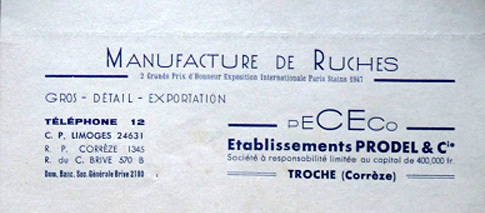 MANUFACTURE DE RUCHES
2 Grands Prix d'Honneur Exposition Internationale Paris Stains 1947
GROS - DÉTAIL - EXPORTATION
TÉLÉPHONE 12
C. P. LIMOGES 24631
R. P. CORRÈZE 1345
R. du C. BRIVE 570 B
Dom. Banc. Soc. Générale Brive 2180
PECECO
Etablissements PRODEL & Cie
Société à responsabilité limitée au capital de 400,000 fr.
TROCHE (Corrèze)